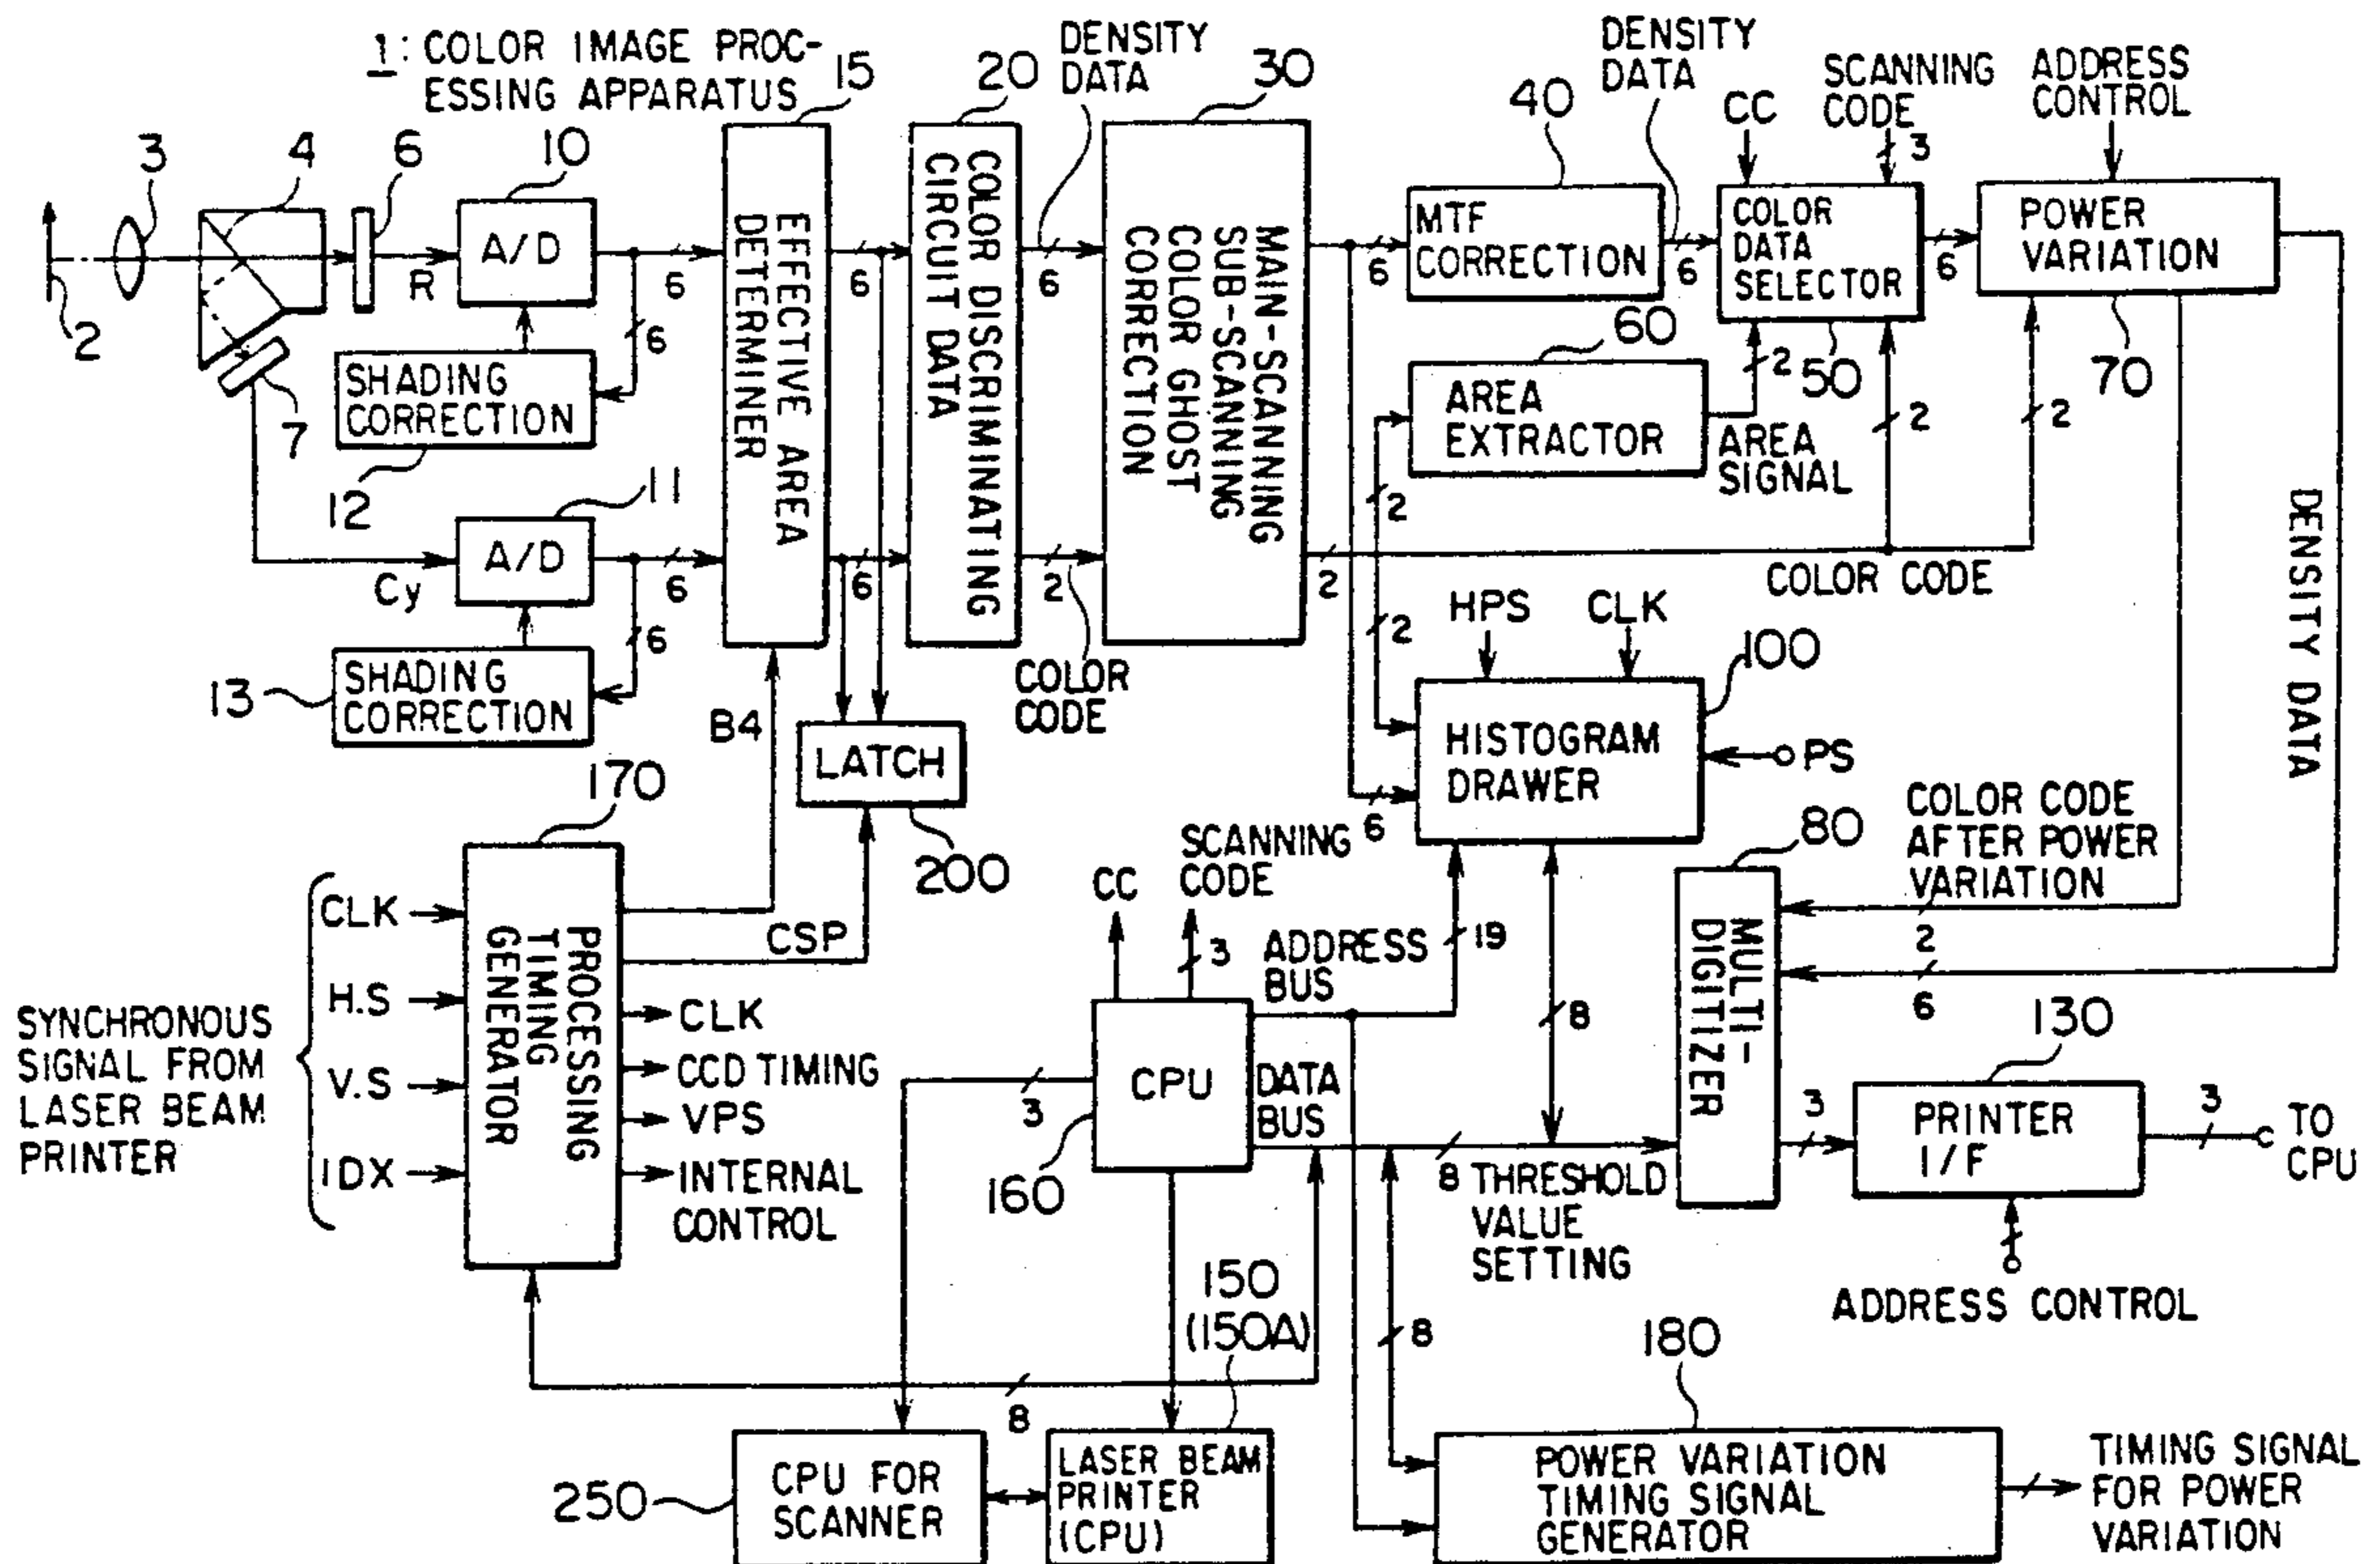 1: COLOR IMAGE PROC-
ESSING APPARATUS
2
3
4
6
R
10
A/D
6
6
SHADING
CORRECTION
12
7
Cy
11
A/D
6
6
SHADING
CORRECTION
13
15
EFFECTIVE AREA
DETERMINER
6
6
B4
20
DENSITY
DATA
COLOR DISCRIMINATING
CIRCUIT DATA
6
2
COLOR
CODE
LATCH
200
30
MAIN-SCANNING
SUB-SCANNING
COLOR GHOST
CORRECTION
6
2
40
MTF
CORRECTION
DENSITY
DATA
6
CC
SCANNING
CODE
3
COLOR
DATA
SELECTOR
50
6
ADDRESS
CONTROL
POWER
VARIATION
70
60
AREA
EXTRACTOR
AREA
SIGNAL
2
2
2
2
2
COLOR CODE
DENSITY DATA
HPS
CLK
100
HISTOGRAM
DRAWER
PS
6
80
COLOR CODE
AFTER POWER
VARIATION
2
6
MULTI-
DIGITIZER
170
PROCESSING
TIMING
GENERATOR
SYNCHRONOUS
SIGNAL FROM
LASER BEAM
PRINTER
CLK
H.S
V.S
IDX
CSP
CLK
CCD TIMING
VPS
INTERNAL
CONTROL
CC
SCANNING
CODE
3
CPU
160
3
ADDRESS
BUS
19
DATA
BUS
8
8
THRESHOLD
VALUE
SETTING
3
130
PRINTER
I/F
3
TO
CPU
ADDRESS CONTROL
8
8
150
(150A)
250
CPU FOR
SCANNER
LASER BEAM
PRINTER
(CPU)
180
POWER VARIATION
TIMING SIGNAL
GENERATOR
TIMING SIGNAL
FOR POWER
VARIATION